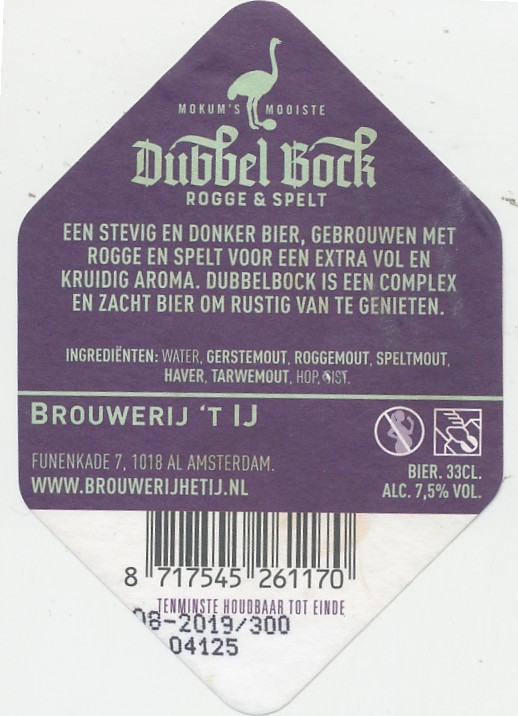 MOKUM'S MOOISTE
Dubbel Bock
ROGGE & SPELT
EEN STEVIG EN DONKER BIER, GEBROUWEN MET
ROGGE EN SPELT VOOR EEN EXTRA VOL EN
KRUIDIG AROMA. DUBBELBOCK IS EEN COMPLEX
EN ZACHT BIER OM RUSTIG VAN TE GENIETEN.
INGREDIËNTEN: WATER, GERSTEMOUT, ROGGEMOUT, SPELTMOUT,
HAVER, TARWEMOUT, HOP, GIST.
BROUWERIJ 'T IJ
FUNENKADE 7, 1018 AL AMSTERDAM.
WWW.BROUWERIJHETIJ.NL
BIER. 33CL.
ALC. 7,5% VOL.
8 717545 261170
TENMINSTE HOUDBAAR TOT EINDE
08-2019/300
04125